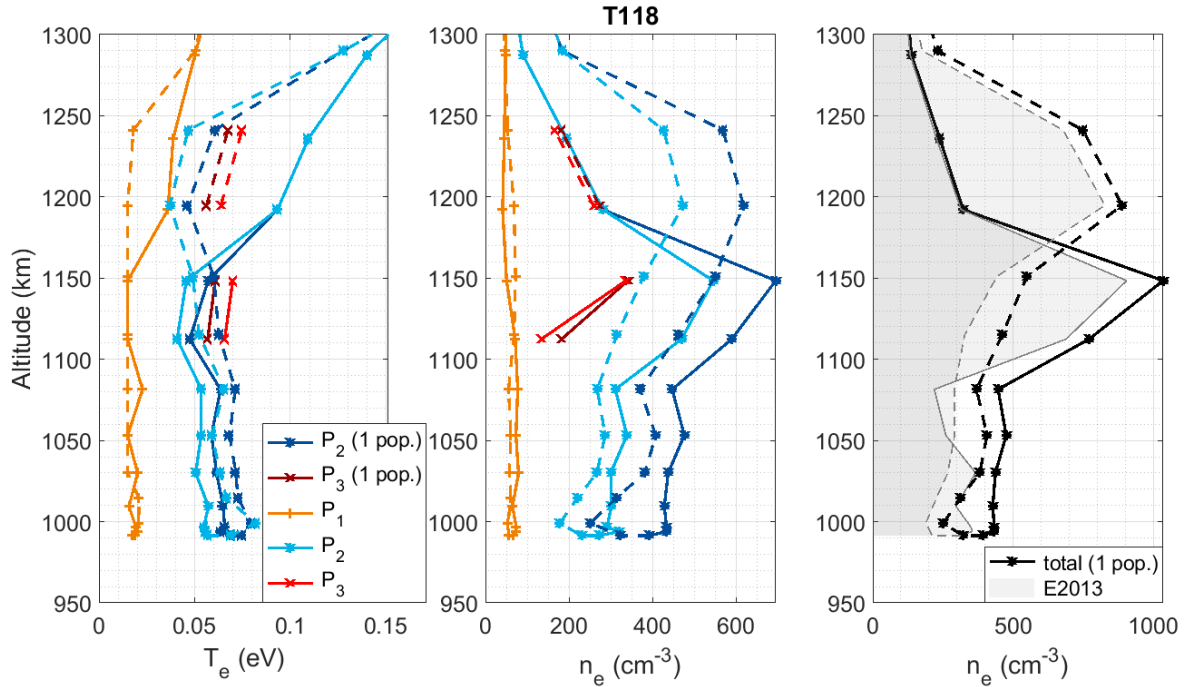 T118
1300
1250
1200
1150
1100
1050
1000
950
Altitude (km)
0
0.05
0.1
0.15
T_e (eV)
P_2 (1 pop.)
P_3 (1 pop.)
P_1
P_2
P_3
1300
1250
1200
1150
1100
1050
1000
950
0
200
400
600
n_e (cm^-3)
1300
1250
1200
1150
1100
1050
1000
950
0
500
1000
n_e (cm^-3)
total (1 pop.)
E2013